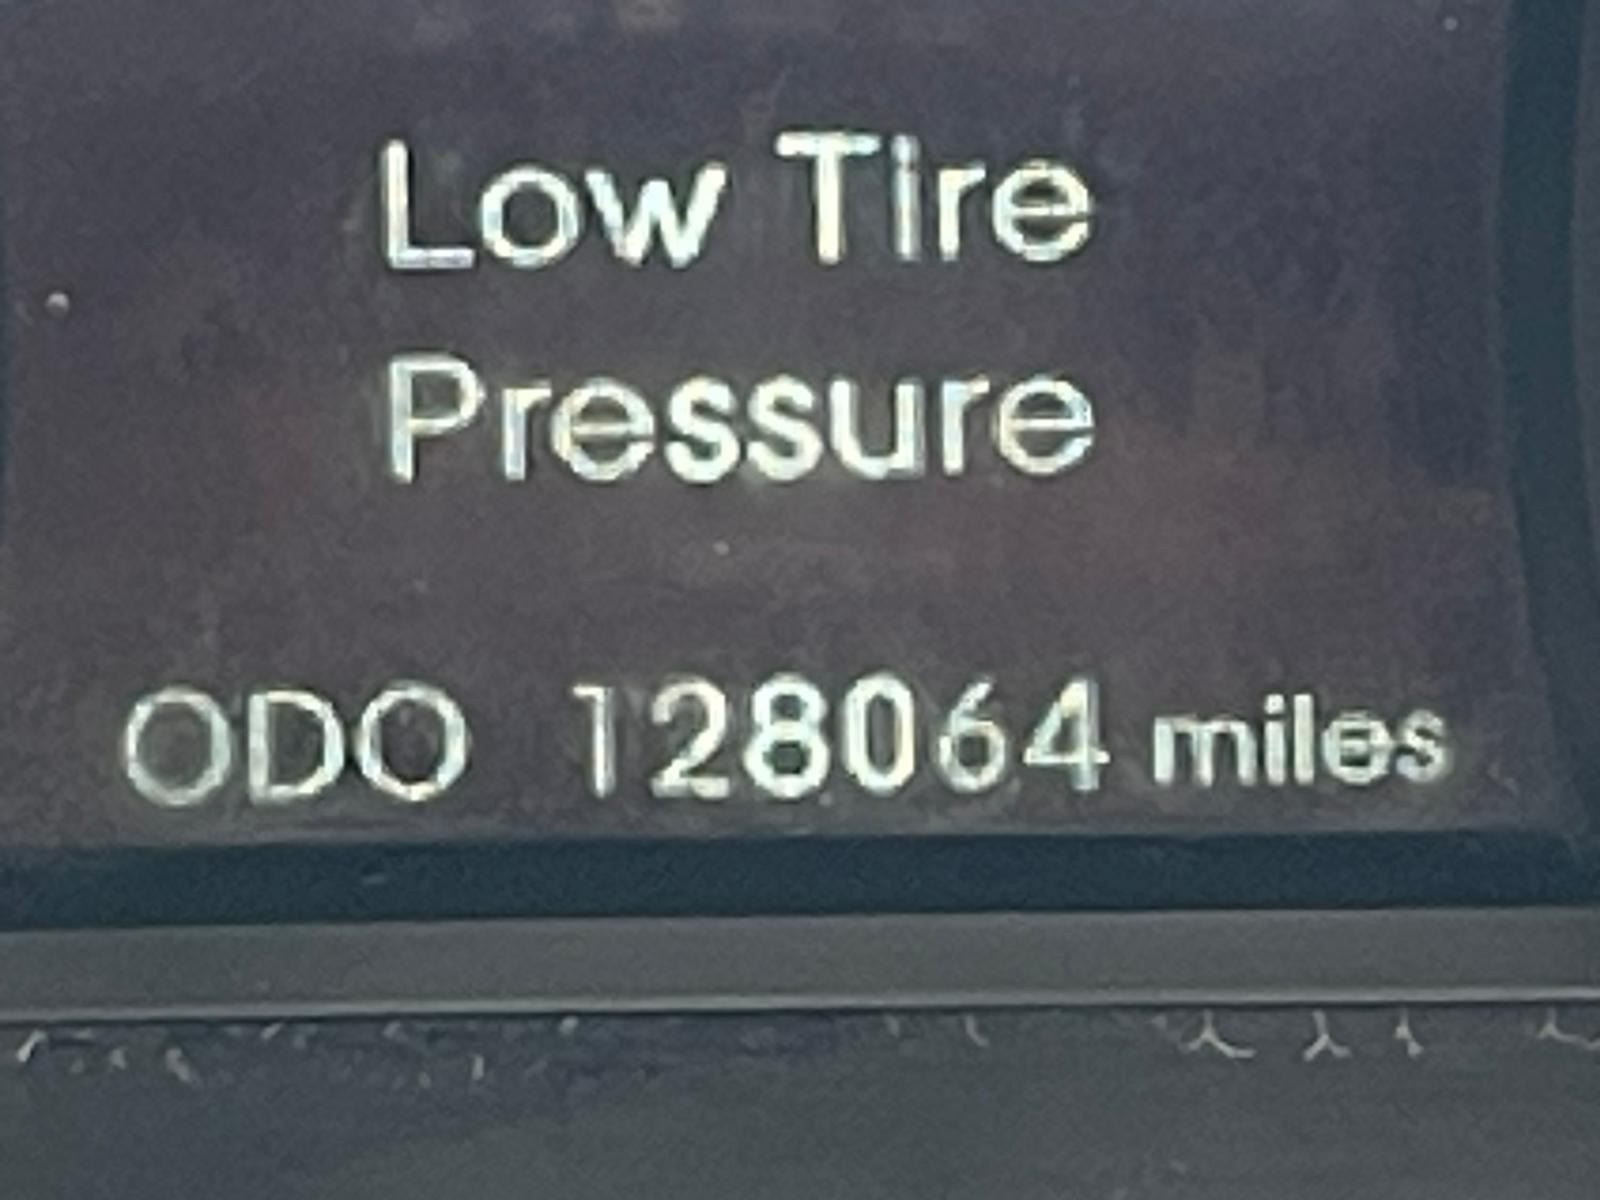 Low Tire
Pressure
ODO 128064 miles